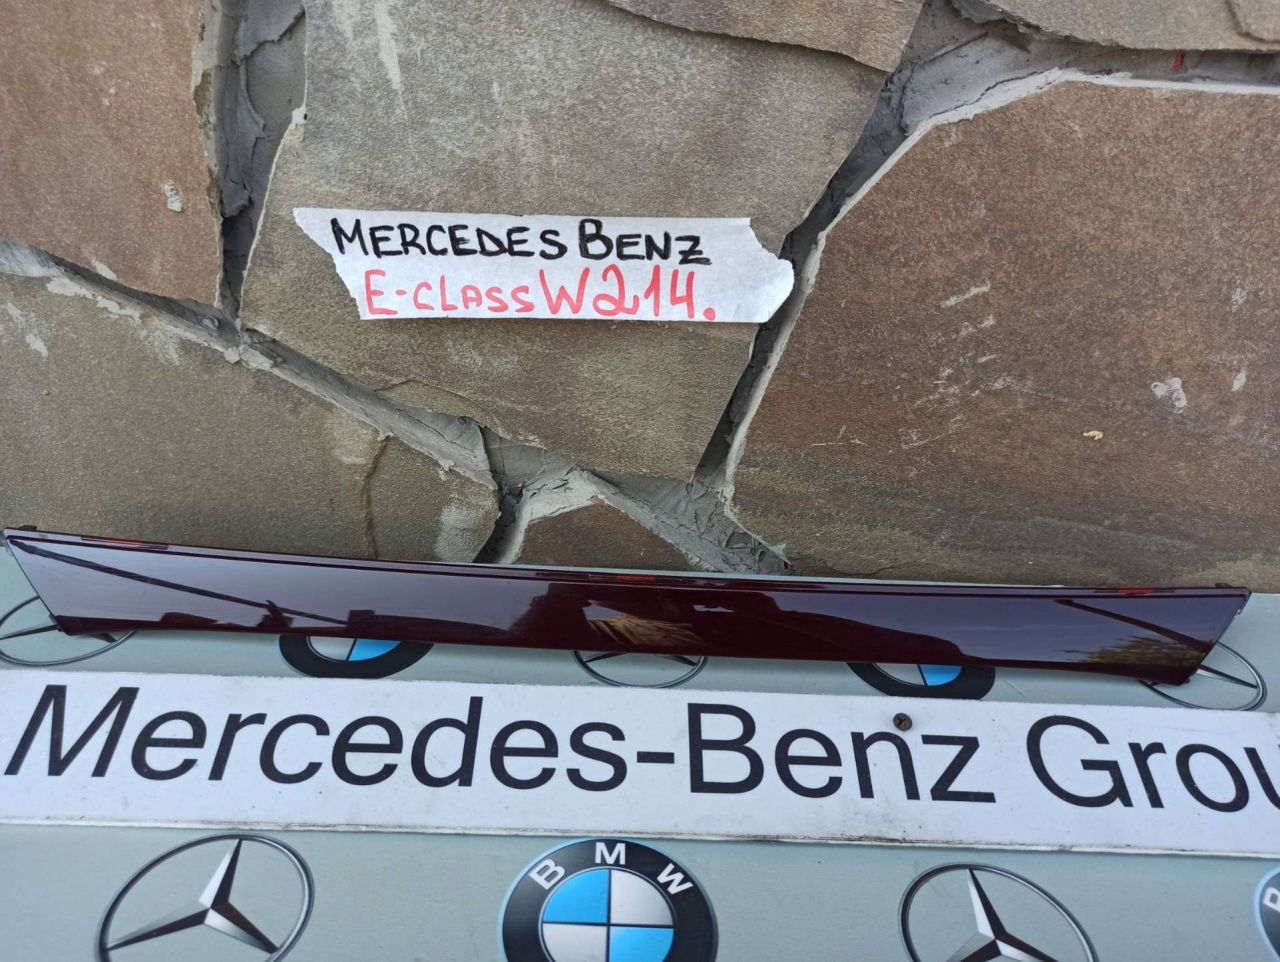 MERCEDES BENZ
E-CLASS W214.
Mercedes-Benz Grou
BMW